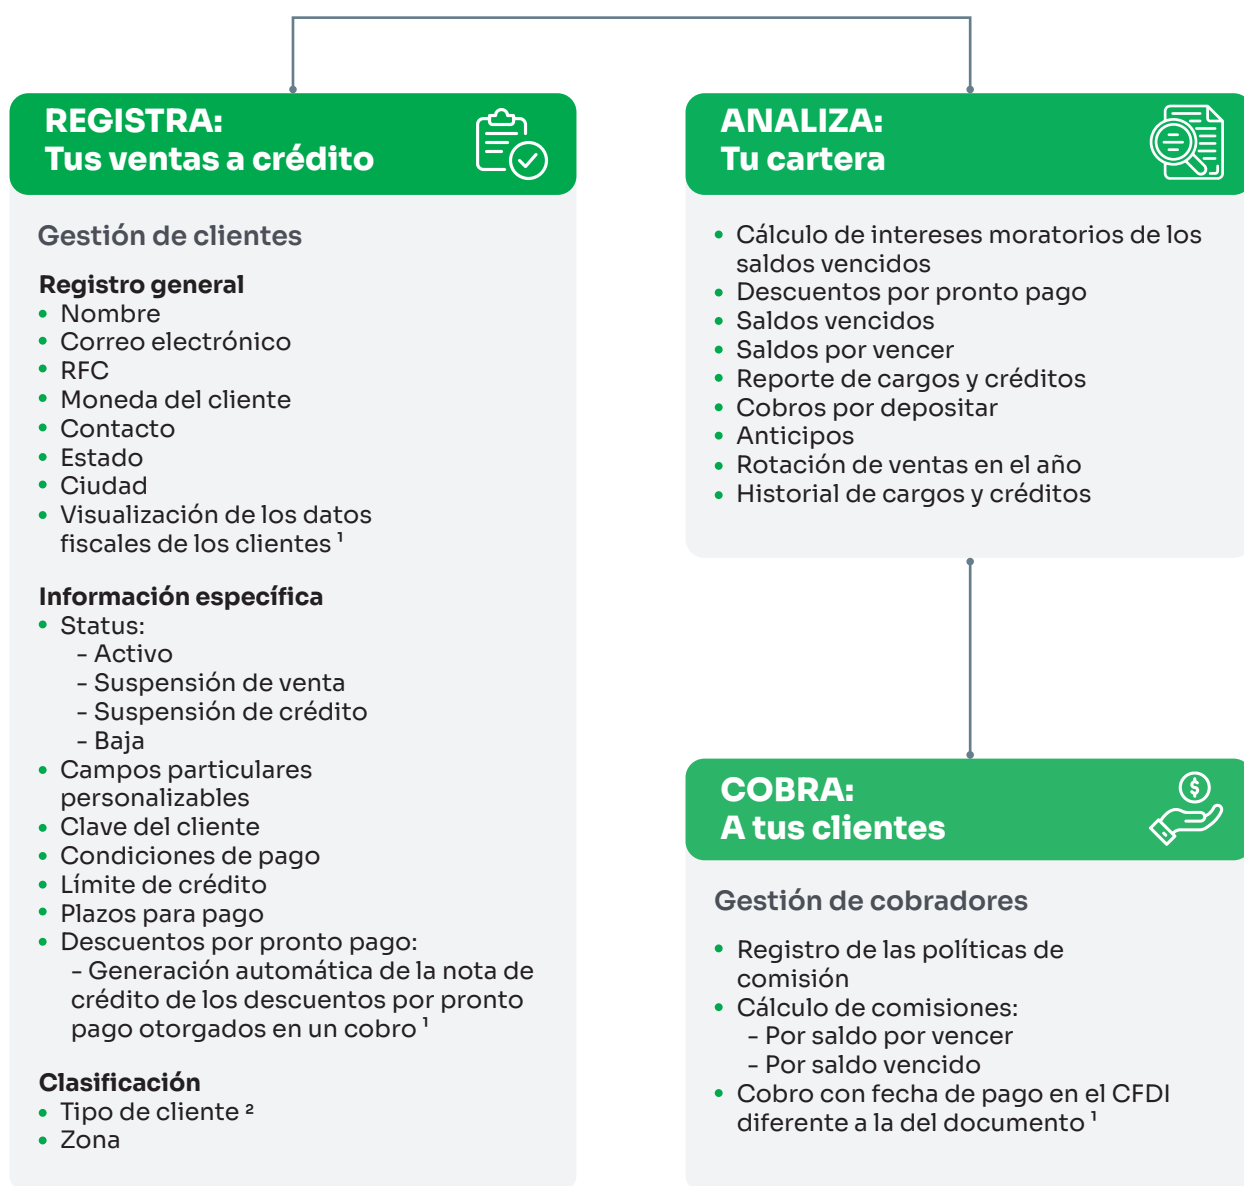 REGISTRA:
Tus ventas a crédito
Gestión de clientes
Registro general
• Nombre
• Correo electrónico
• RFC
• Moneda del cliente
• Contacto
• Estado
• Ciudad
• Visualización de los datos
fiscales de los clientes ¹
Información específica
• Status:
- Activo
- Suspensión de venta
- Suspensión de crédito
- Baja
• Campos particulares
personalizables
• Clave del cliente
• Condiciones de pago
• Límite de crédito
• Plazos para pago
• Descuentos por pronto pago:
- Generación automática de la nota de
crédito de los descuentos por pronto
pago otorgados en un cobro ¹
Clasificación
• Tipo de cliente ²
• Zona
ANALIZA:
Tu cartera
• Cálculo de intereses moratorios de los
saldos vencidos
• Descuentos por pronto pago
• Saldos vencidos
• Saldos por vencer
• Reporte de cargos y créditos
• Cobros por depositar
• Anticipos
• Rotación de ventas en el año
• Historial de cargos y créditos
COBRA:
A tus clientes
$
Gestión de cobradores
• Registro de las políticas de
comisión
• Cálculo de comisiones:
- Por saldo por vencer
- Por saldo vencido
• Cobro con fecha de pago en el CFDI
diferente a la del documento ¹